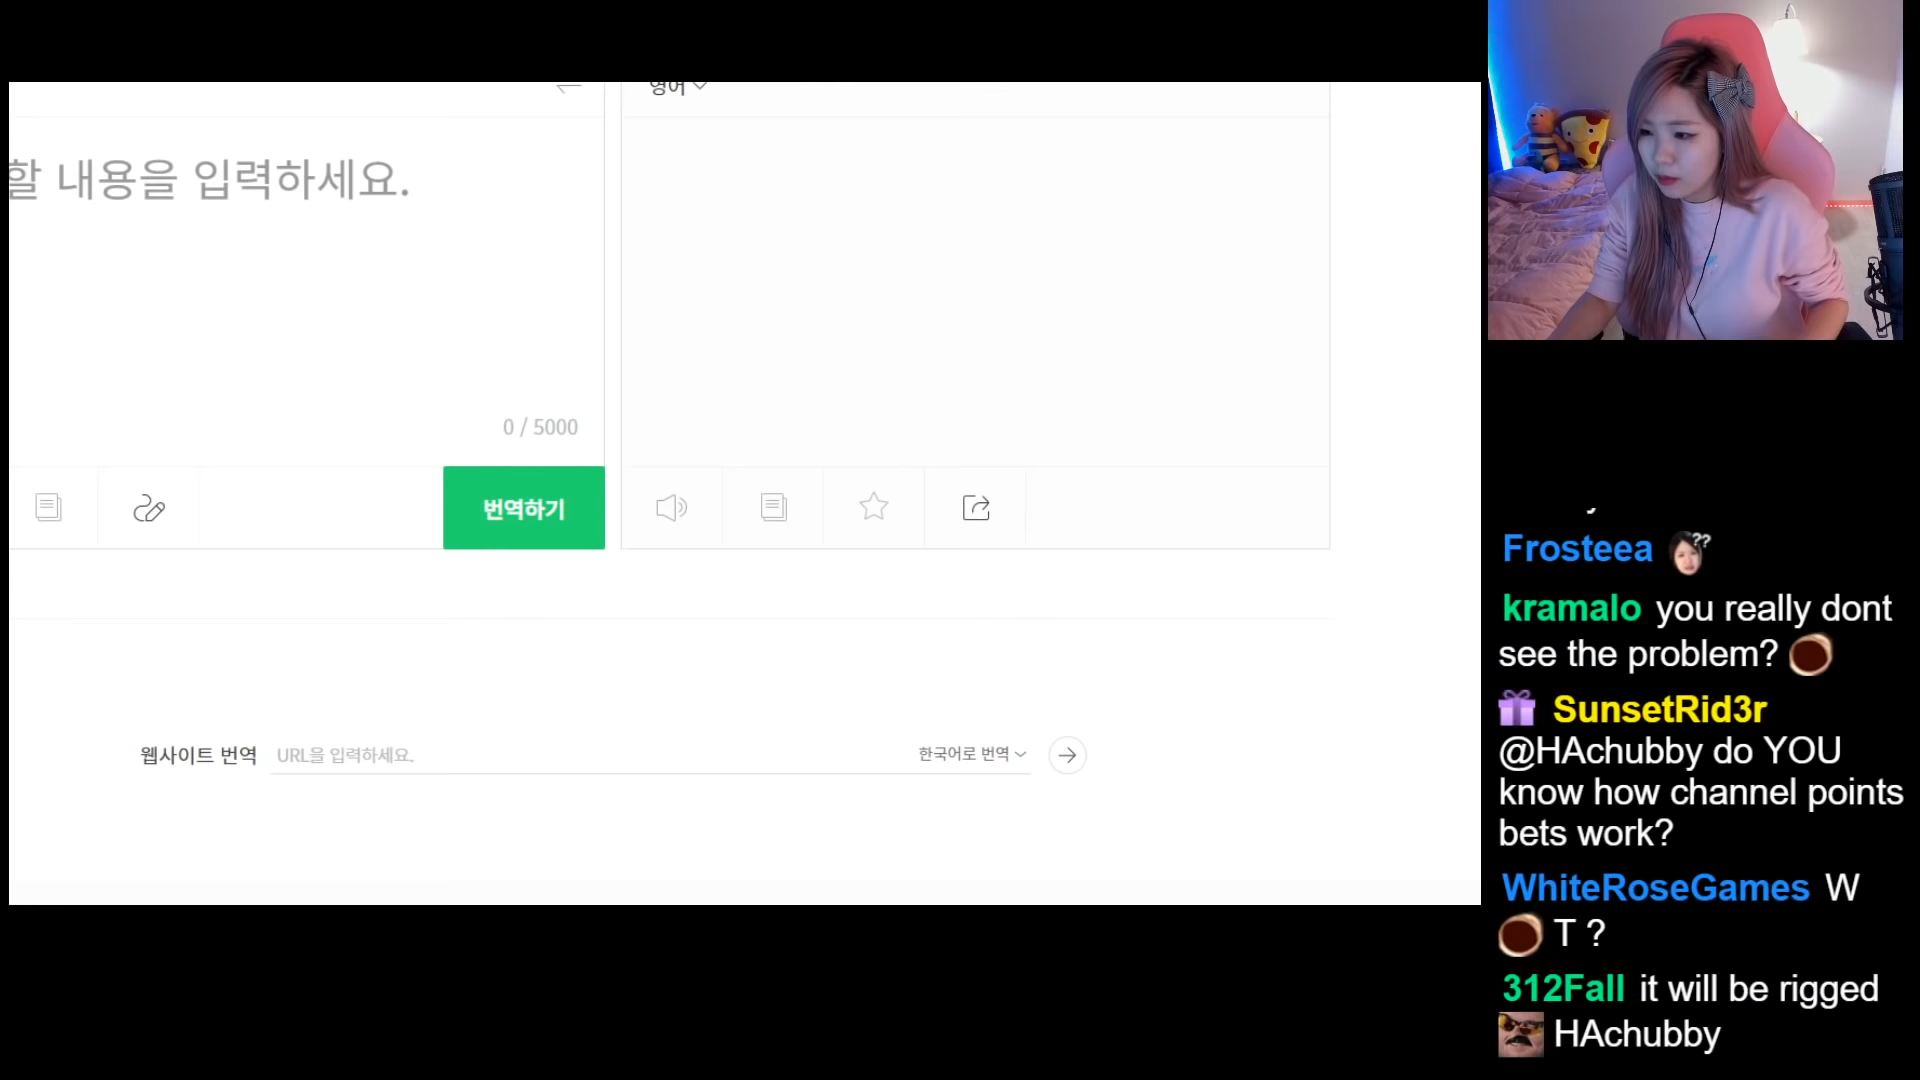 영어
할 내용을 입력하세요.
0 / 5000
번역하기
웹사이트 번역 URL을 입력하세요. 한국어로 번역
Frosteea
??
kramalo you really dont
see the problem?
SunsetRid3r
@HAchubby do YOU
know how channel points
bets work?
WhiteRoseGames W
T ?
312Fall it will be rigged
HAchubby